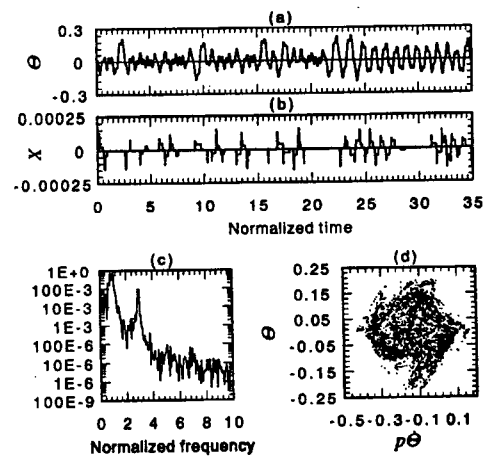 (a)
0.3
Θ
0
-0.3
(b)
0.00025
X
0
-0.00025
0 5 10 15 20 25 30 35
Normalized time
(c)
1E+0
100E-3
10E-3
1E-3
100E-6
10E-6
1E-6
100E-9
0 2 4 6 8 10
Normalized frequency
(d)
0.25
0.15
Θ
0.05
-0.05
-0.15
-0.25
-0.5 -0.3 -0.1 0.1
pΘ̇